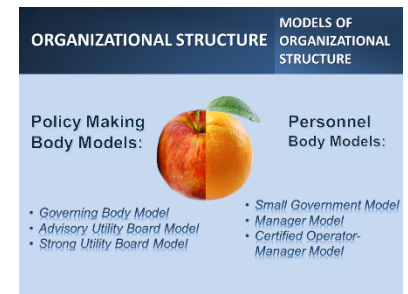 ORGANIZATIONAL STRUCTURE
MODELS OF
ORGANIZATIONAL
STRUCTURE
Policy Making
Body Models:
• Governing Body Model
• Advisory Utility Board Model
• Strong Utility Board Model
Personnel
Body Models:
• Small Government Model
• Manager Model
• Certified Operator-
Manager Model